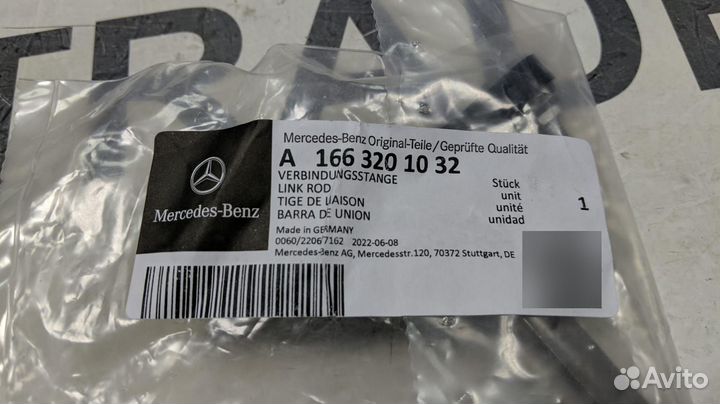 Mercedes-Benz Original-Teile/Geprüfte Qualität
A 166 320 10 32
VERBINDUNGSSTANGE
LINK ROD
TIGE DE LIAISON
BARRA DE UNION
Stück
unit
unité
unidad
1
Made in GERMANY
0060/22067162 2022-06-08
Mercedes-Benz AG, Mercedesstr.120, 70372 Stuttgart, DE
Mercedes-Benz
Avito